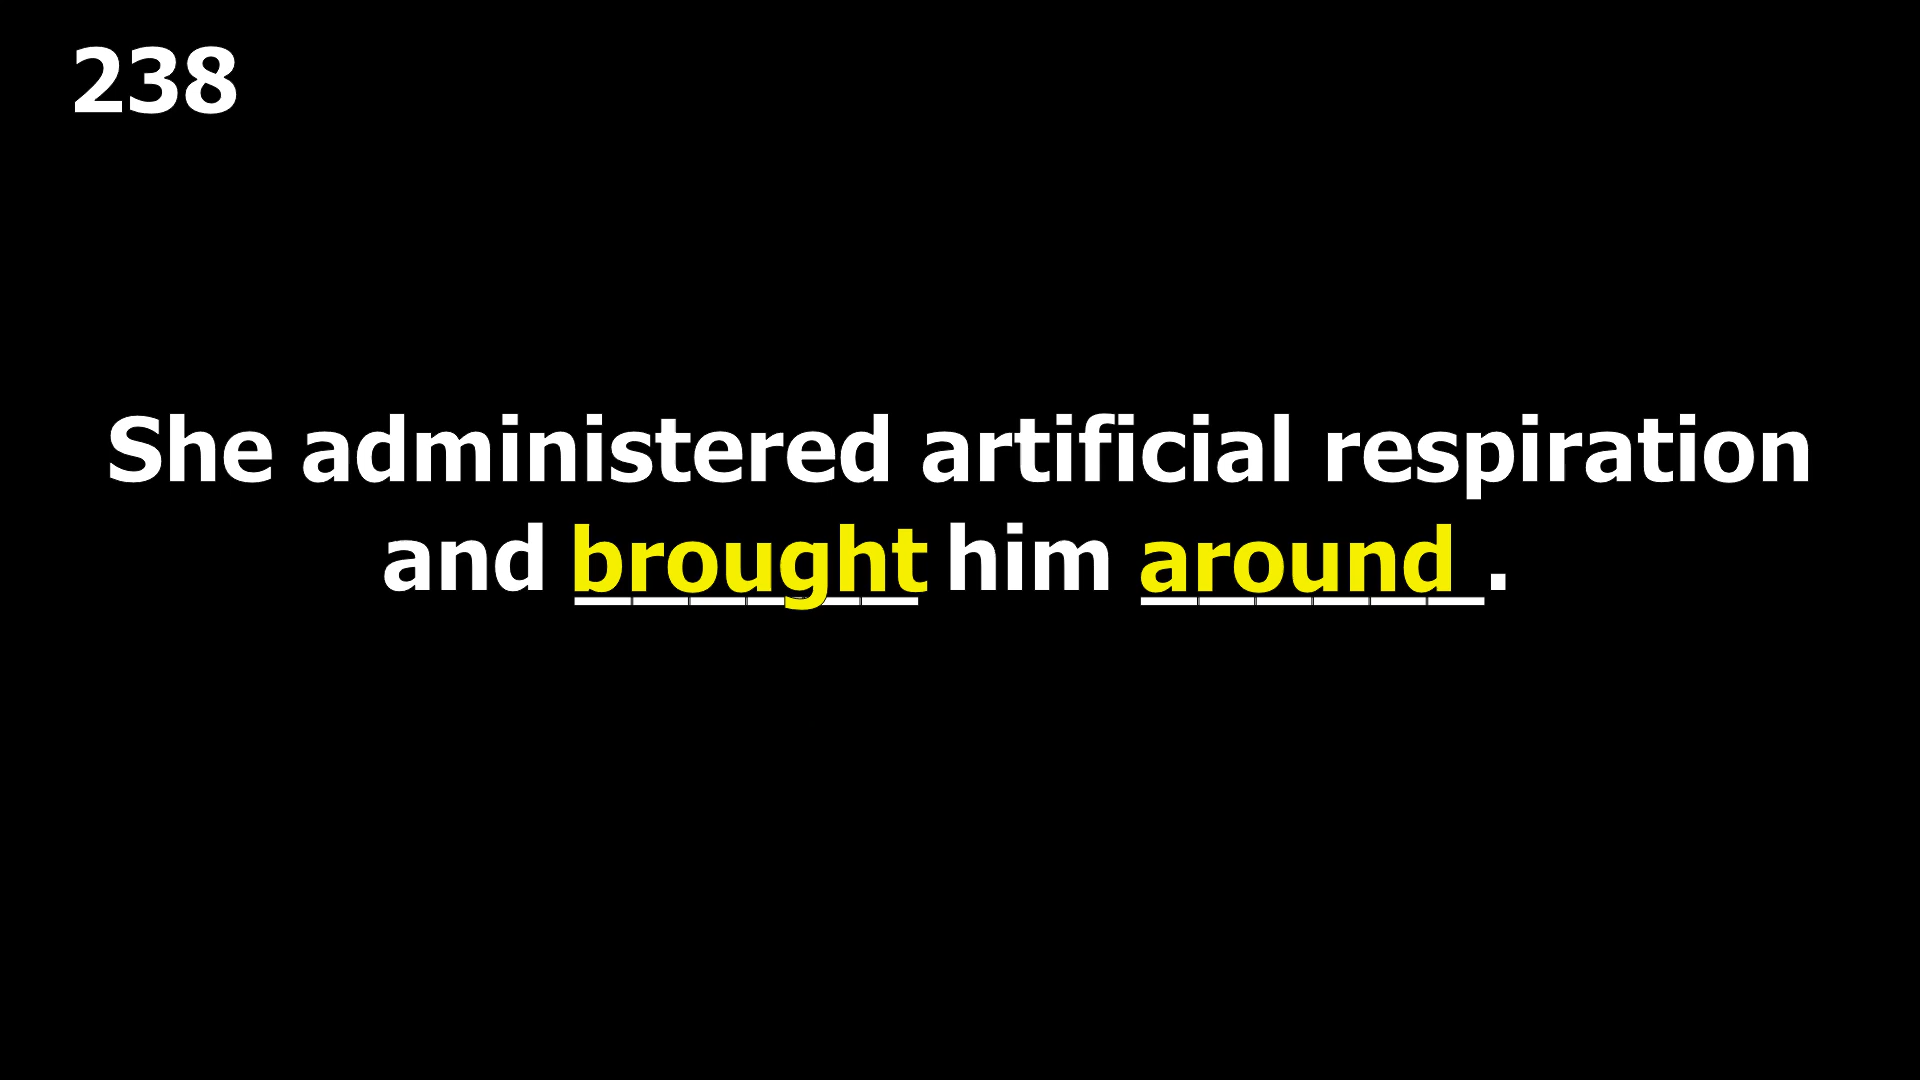 238
She administered artificial respiration
and brought him around .